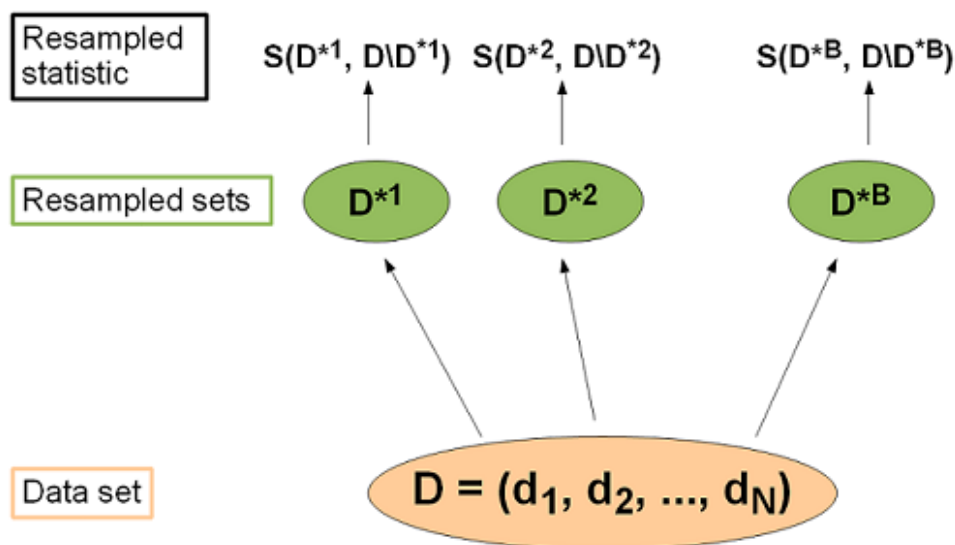 Resampled
statistic
S(D*1, D\D*1) S(D*2, D\D*2) S(D*B, D\D*B)
Resampled sets
D*1 D*2 D*B
Data set
D = (d1, d2, ..., dN)